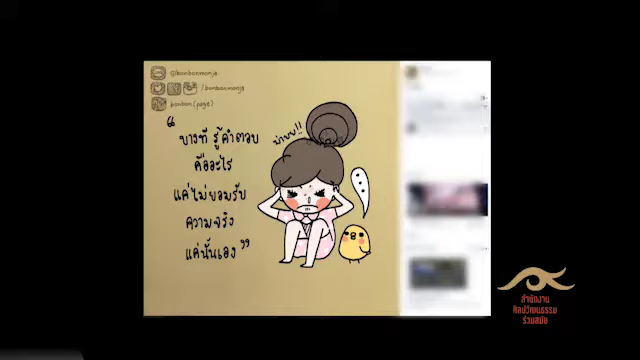 @bonbonmonja
/bonbonmonja
bonbon (page)
“ บางที รู้คำตอบ
คืออะไร
แค่ไม่ยอมรับ
ความจริง
แค่นั้นเอง ”
สำนักงาน
ศิลปวัฒนธรรม
ร่วมสมัย